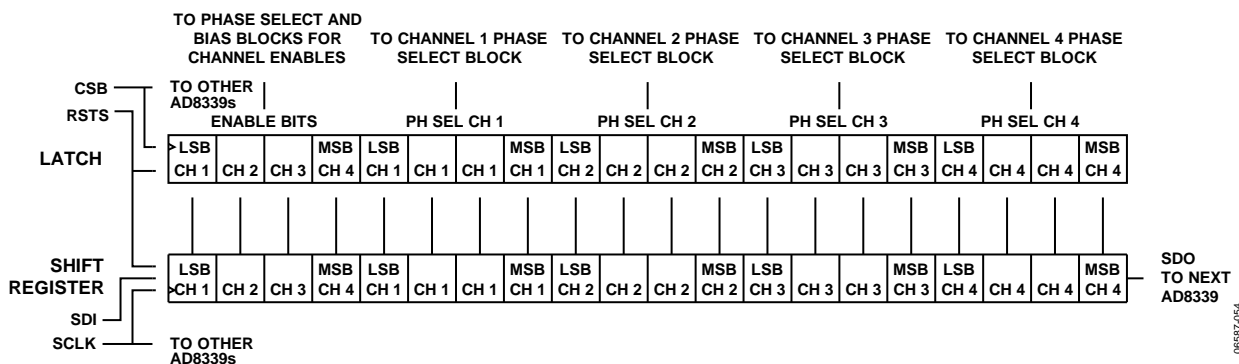 TO PHASE SELECT AND
BIAS BLOCKS FOR
CHANNEL ENABLES
TO CHANNEL 1 PHASE
SELECT BLOCK
TO CHANNEL 2 PHASE
SELECT BLOCK
TO CHANNEL 3 PHASE
SELECT BLOCK
TO CHANNEL 4 PHASE
SELECT BLOCK
CSB
TO OTHER
AD8339s
RSTS
ENABLE BITS
PH SEL CH 1
PH SEL CH 2
PH SEL CH 3
PH SEL CH 4
LATCH
LSB MSB LSB MSB LSB MSB LSB MSB LSB MSB
CH 1 CH 2 CH 3 CH 4 CH 1 CH 1 CH 1 CH 1 CH 2 CH 2 CH 2 CH 2 CH 3 CH 3 CH 3 CH 3 CH 4 CH 4 CH 4 CH 4
SHIFT
REGISTER
LSB MSB LSB MSB LSB MSB LSB MSB LSB MSB
CH 1 CH 2 CH 3 CH 4 CH 1 CH 1 CH 1 CH 1 CH 2 CH 2 CH 2 CH 2 CH 3 CH 3 CH 3 CH 3 CH 4 CH 4 CH 4 CH 4
SDO
TO NEXT
AD8339
SDI
SCLK
TO OTHER
AD8339s
06587-054